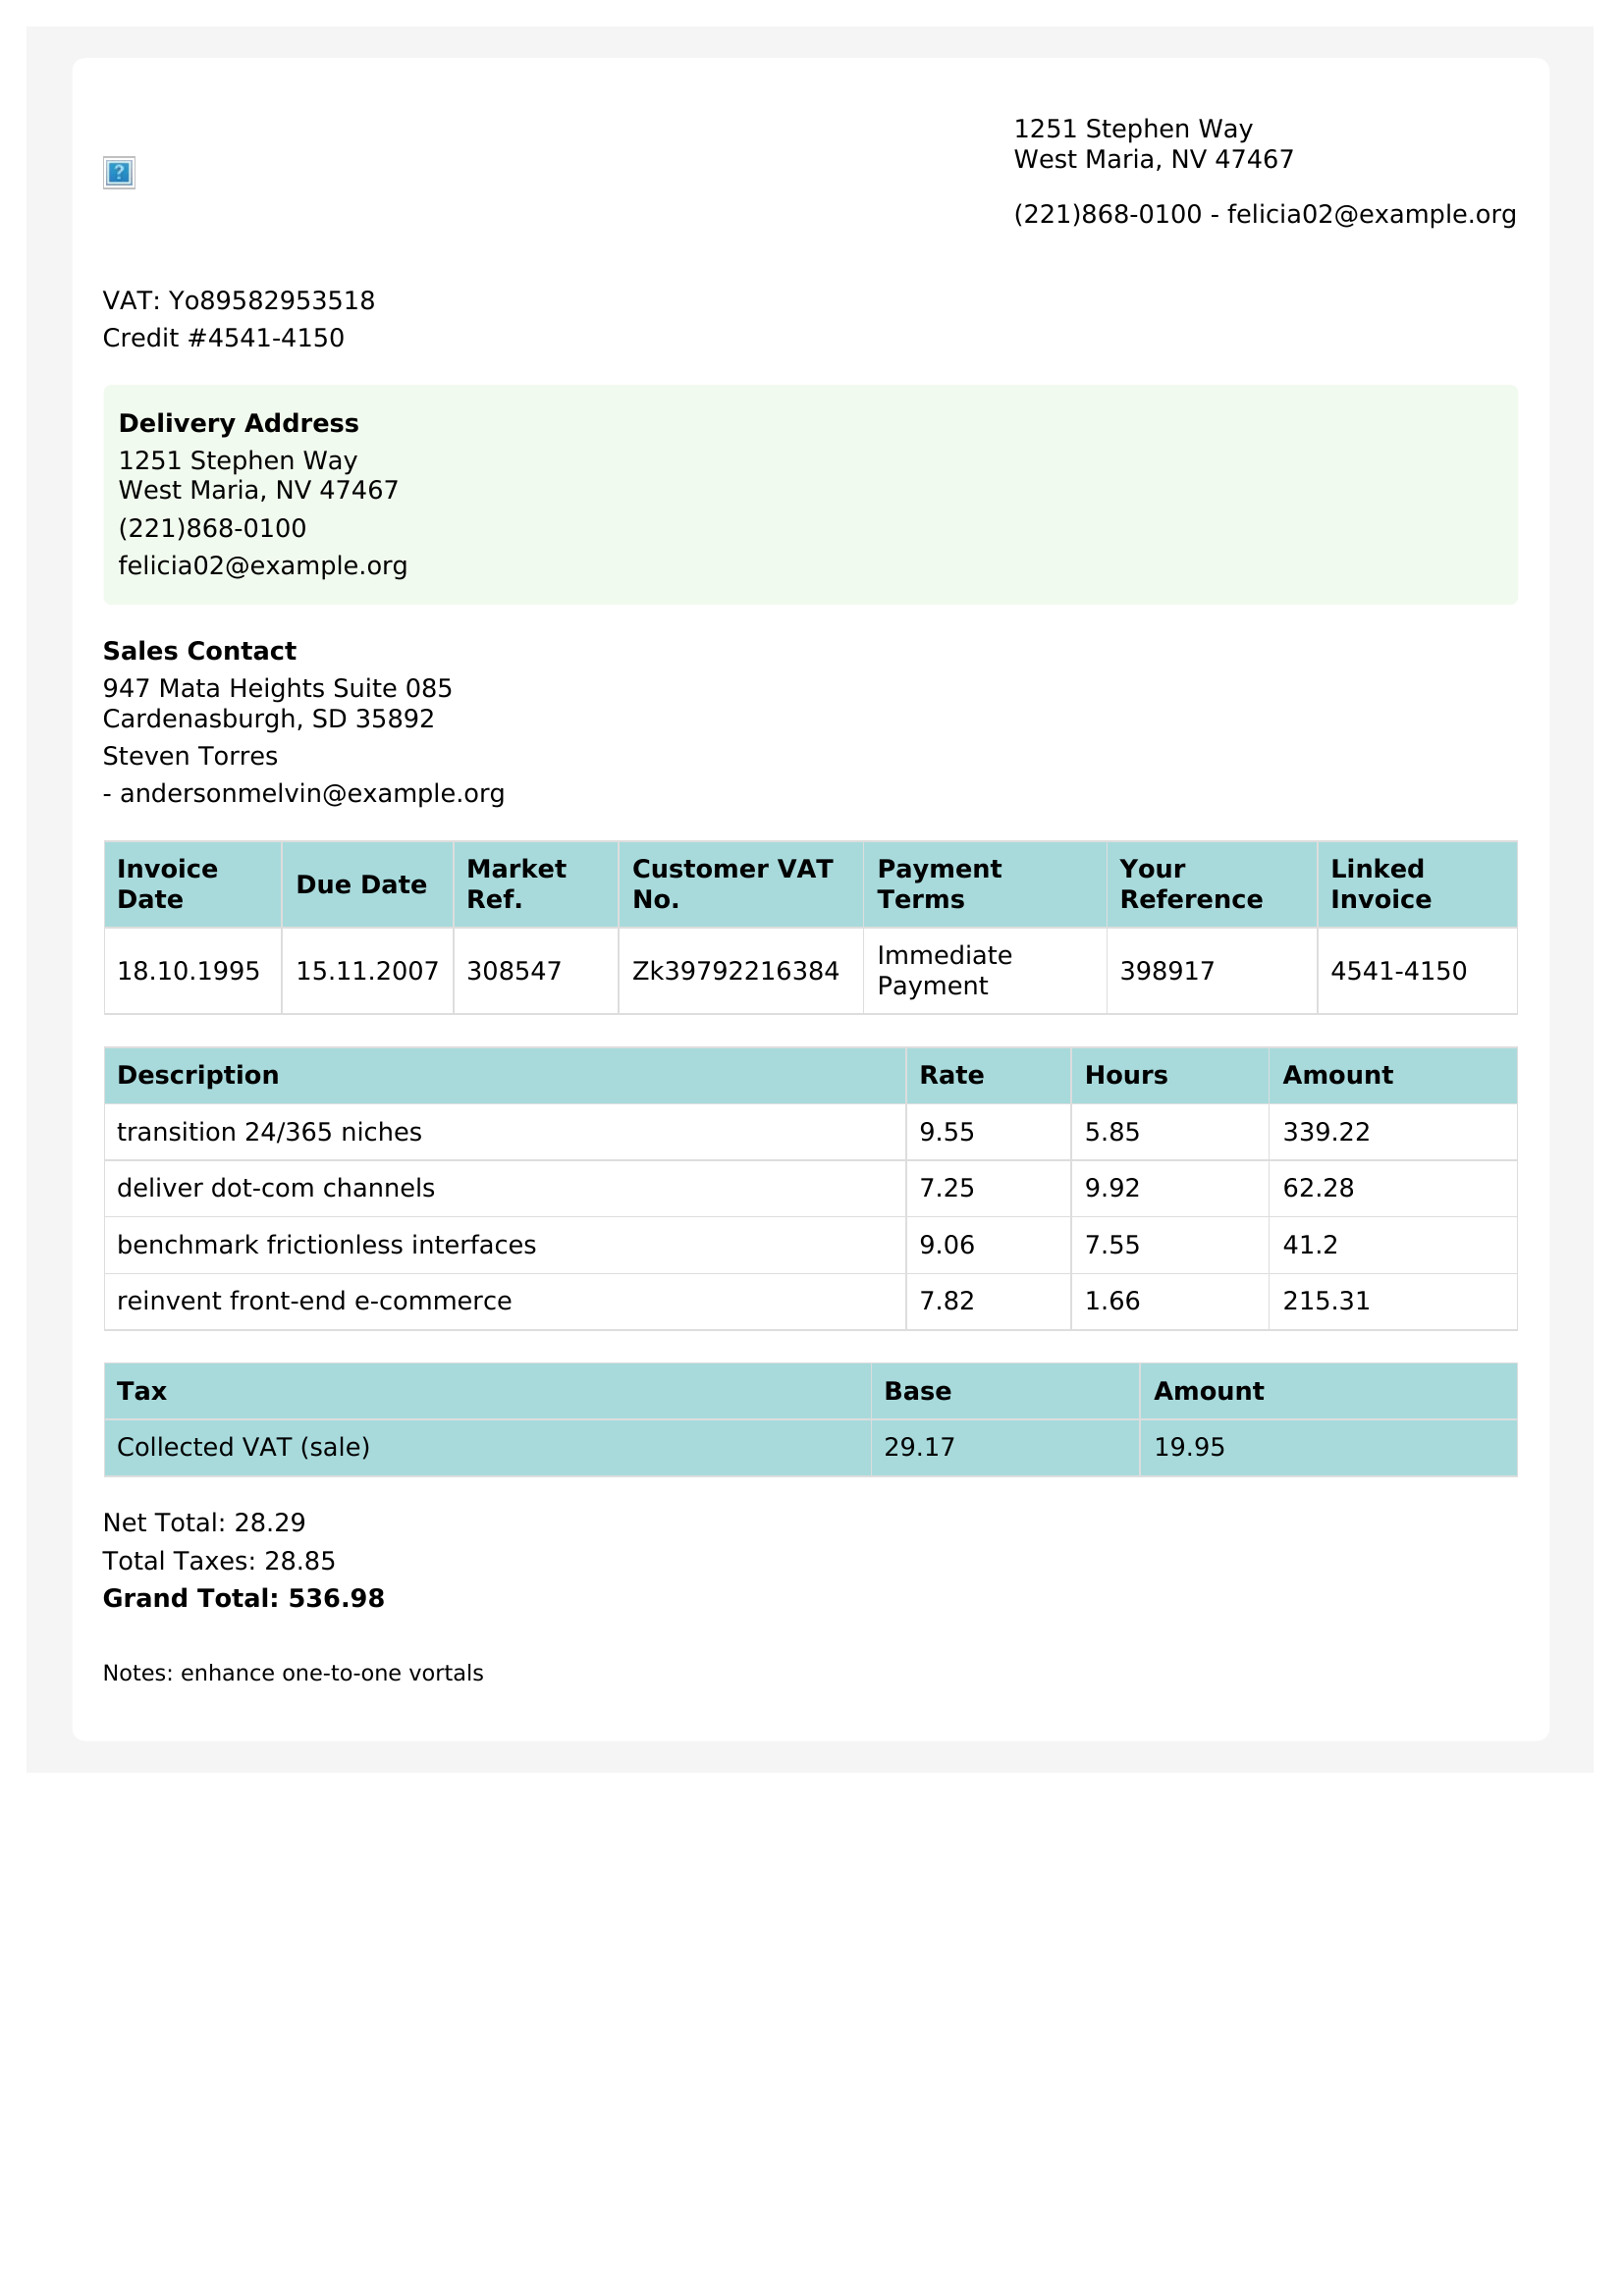 1251 Stephen Way
West Maria, NV 47467
(221)868-0100 - felicia02@example.org
VAT: Yo89582953518
Credit #4541-4150
Delivery Address
1251 Stephen Way
West Maria, NV 47467
(221)868-0100
felicia02@example.org
Sales Contact
947 Mata Heights Suite 085
Cardenasburgh, SD 35892
Steven Torres
- andersonmelvin@example.org
Invoice Date Due Date Market Ref. Customer VAT No. Payment Terms Your Reference Linked Invoice
18.10.1995 15.11.2007 308547 Zk39792216384 Immediate Payment 398917 4541-4150
Description Rate Hours Amount
transition 24/365 niches 9.55 5.85 339.22
deliver dot-com channels 7.25 9.92 62.28
benchmark frictionless interfaces 9.06 7.55 41.2
reinvent front-end e-commerce 7.82 1.66 215.31
Tax Base Amount
Collected VAT (sale) 29.17 19.95
Net Total: 28.29
Total Taxes: 28.85
Grand Total: 536.98
Notes: enhance one-to-one vortals